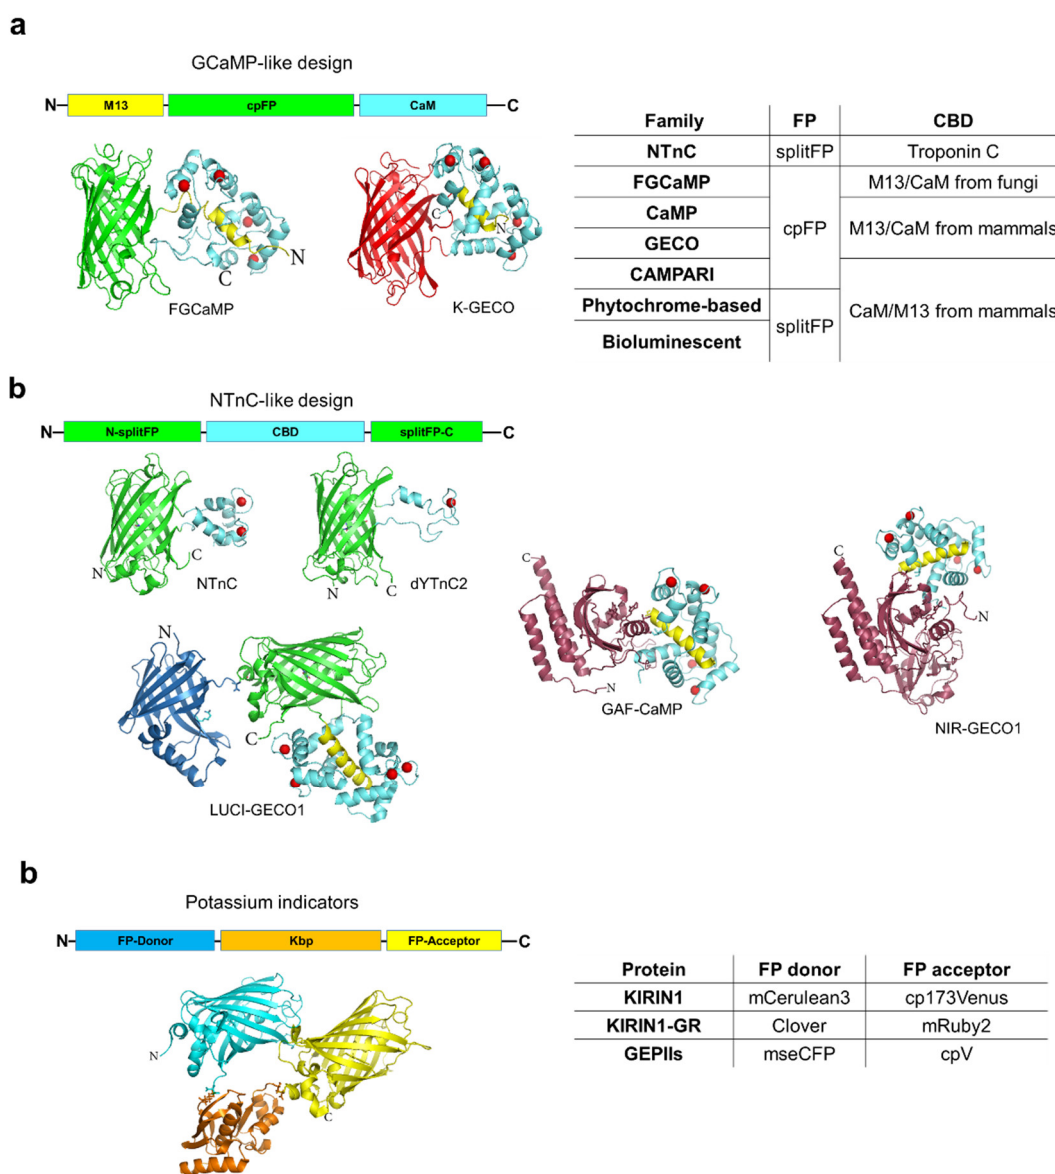 a
GCaMP-like design
N M13 cpFP CaM C
C
N
C
N
FGCaMP
K-GECO
Family FP CBD
NTnC splitFP Troponin C
FGCaMP cpFP M13/CaM from fungi
CaMP M13/CaM from mammals
GECO
CAMPARI CaM/M13 from mammals
Phytochrome-based splitFP
Bioluminescent
b
NTnC-like design
N N-splitFP CBD splitFP-C C
N
C
NTnC
N
C
dYTnC2
N
C
LUCI-GECO1
C
N
GAF-CaMP
C
N
NIR-GECO1
b
Potassium indicators
N FP-Donor Kbp FP-Acceptor C
N
C
Protein FP donor FP acceptor
KIRIN1 mCerulean3 cp173Venus
KIRIN1-GR Clover mRuby2
GEPIIs mseCFP cpV